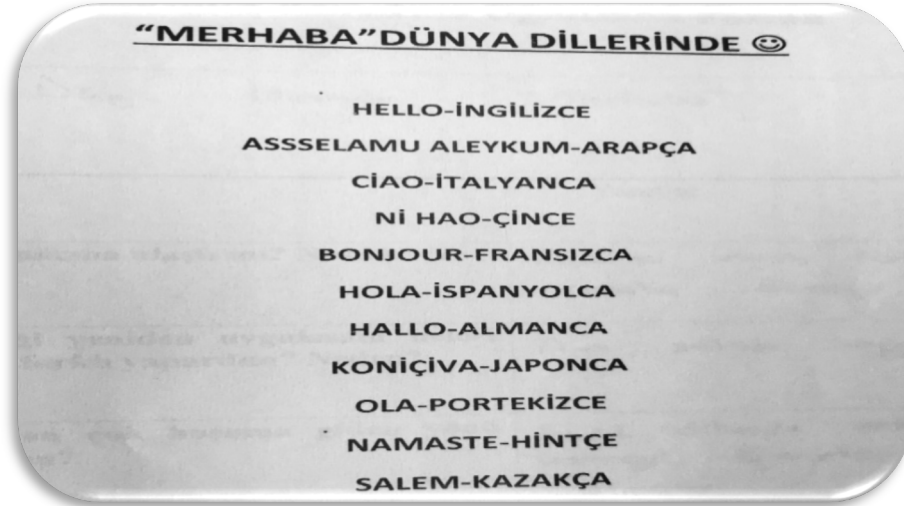 “MERHABA”DÜNYA DİLLERİNDE ☺
HELLO-İNGİLİZCE
ASSSELAMU ALEYKUM-ARAPÇA
CİAO-İTALYANCA
Nİ HAO-ÇİNCE
BONJOUR-FRANSIZCA
HOLA-İSPANYOLCA
HALLO-ALMANCA
KONİÇİVA-JAPONCA
OLA-PORTEKİZCE
NAMASTE-HİNTÇE
SALEM-KAZAKÇA